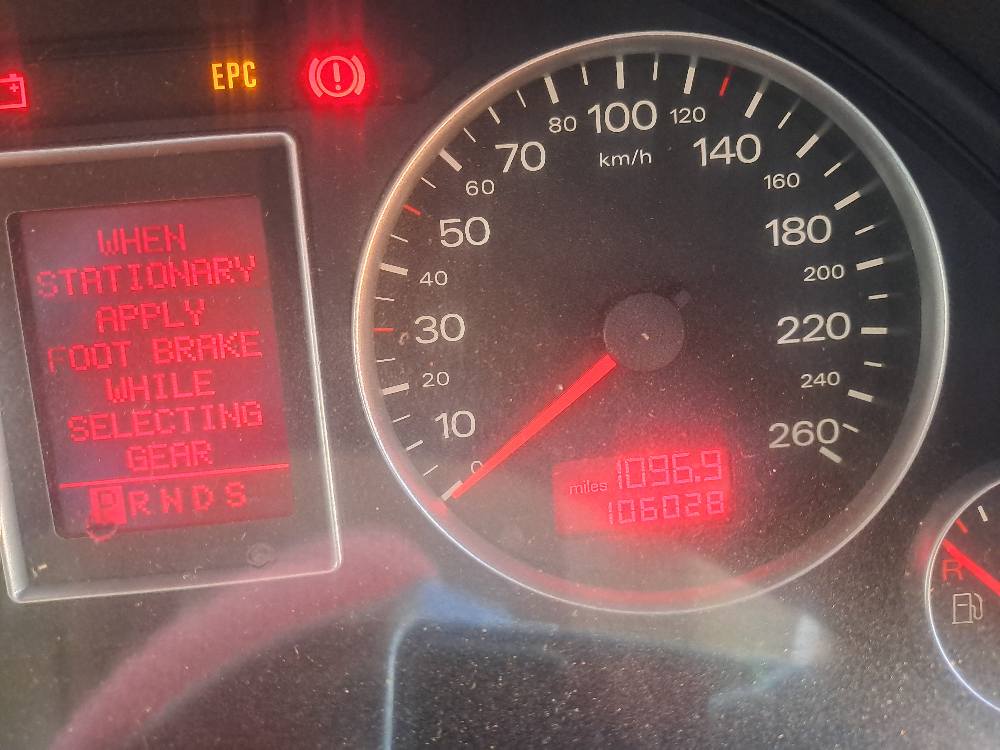 EPC
WHEN
STATIONARY
APPLY
FOOT BRAKE
WHILE
SELECTING
GEAR
PRNDS
0
10
20
30
40
50
60
70
80
100
120
140
160
180
200
220
240
260
km/h
miles 1096.9
106028
R